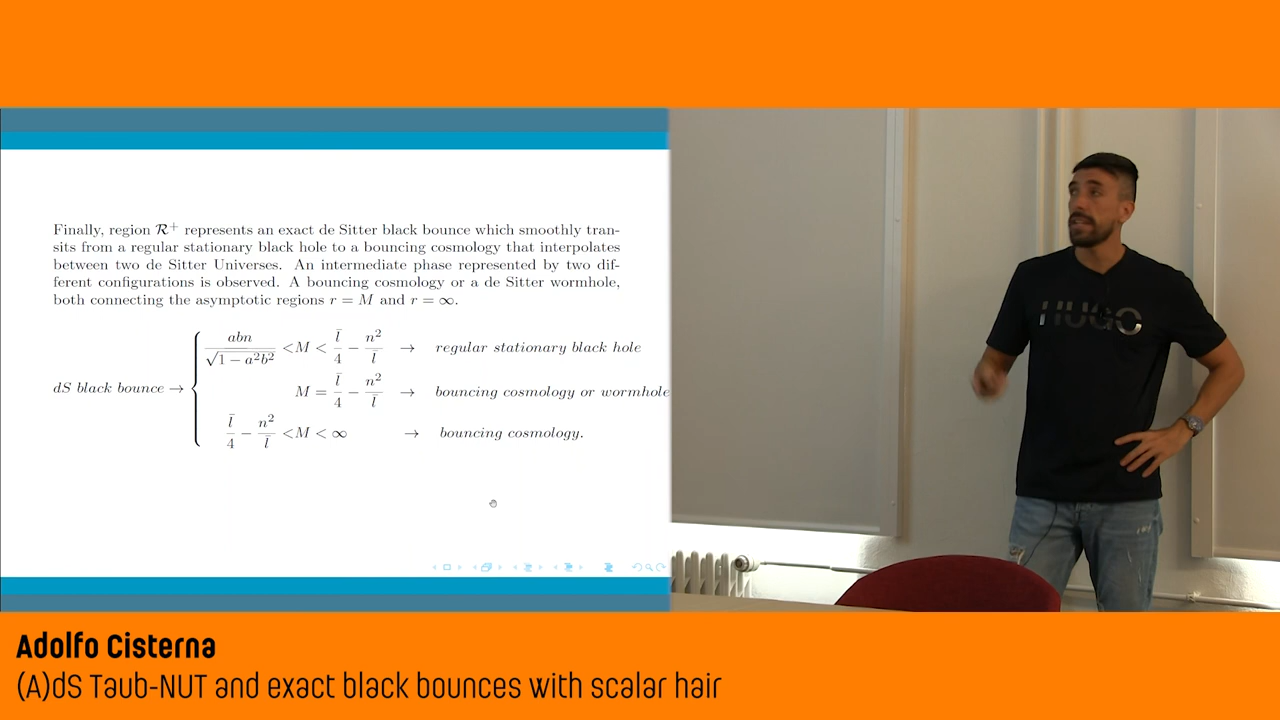 Finally, region 𝓡⁺ represents an exact de Sitter black bounce which smoothly tran-
sits from a regular stationary black hole to a bouncing cosmology that interpolates
between two de Sitter Universes. An intermediate phase represented by two dif-
ferent configurations is observed. A bouncing cosmology or a de Sitter wormhole,
both connecting the asymptotic regions r = M and r = ∞.
dS black bounce → { abn/√(1 − a²b²) < M < l̄/4 − n²/l̄ → regular stationary black hole
M = l̄/4 − n²/l̄ → bouncing cosmology or wormhole
l̄/4 − n²/l̄ < M < ∞ → bouncing cosmology.
HUGO
Adolfo Cisterna
(A)dS Taub-NUT and exact black bounces with scalar hair